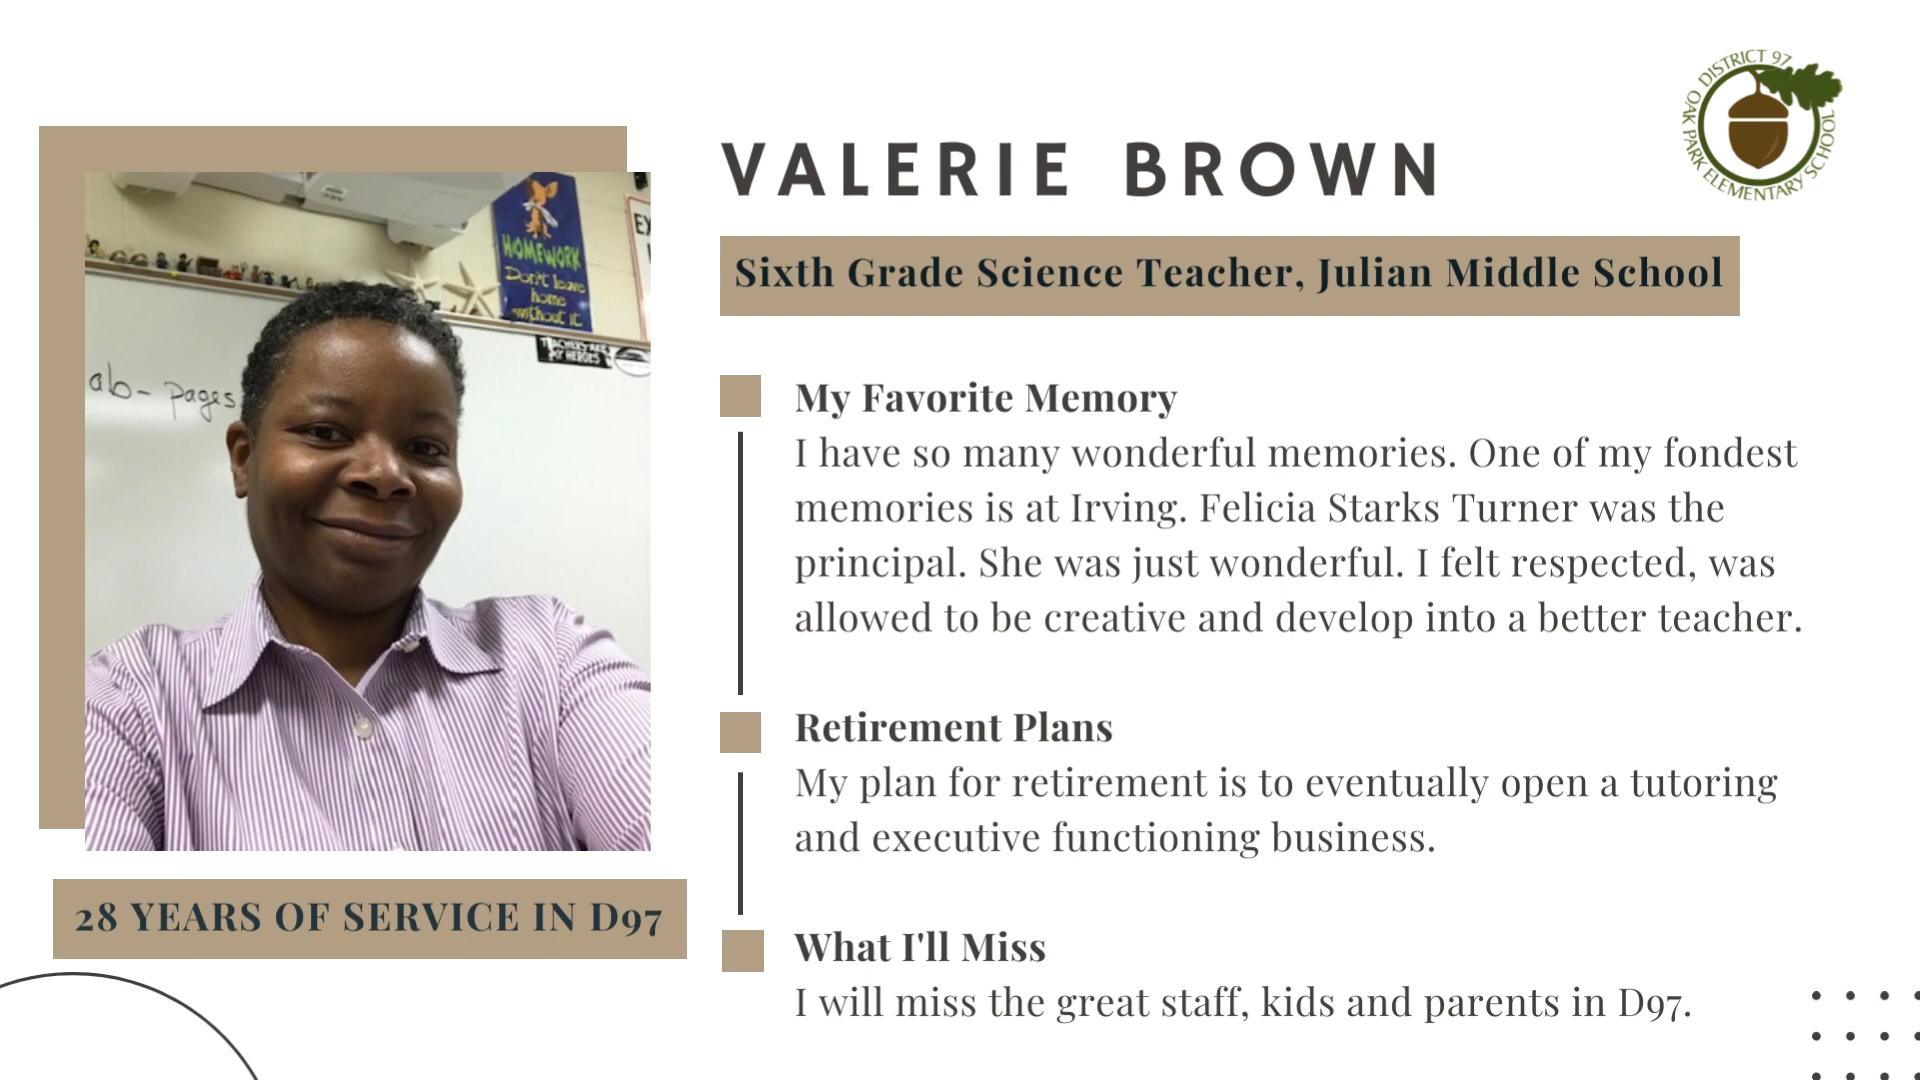 DISTRICT 97
OAK PARK ELEMENTARY SCHOOL
VALERIE BROWN
Sixth Grade Science Teacher, Julian Middle School
HOMEWORK
Don't leave
home
without it.
EX
TEACHERS ARE
MY HEROES
ab- pages
My Favorite Memory
I have so many wonderful memories. One of my fondest
memories is at Irving. Felicia Starks Turner was the
principal. She was just wonderful. I felt respected, was
allowed to be creative and develop into a better teacher.
Retirement Plans
My plan for retirement is to eventually open a tutoring
and executive functioning business.
28 YEARS OF SERVICE IN D97
What I'll Miss
I will miss the great staff, kids and parents in D97.